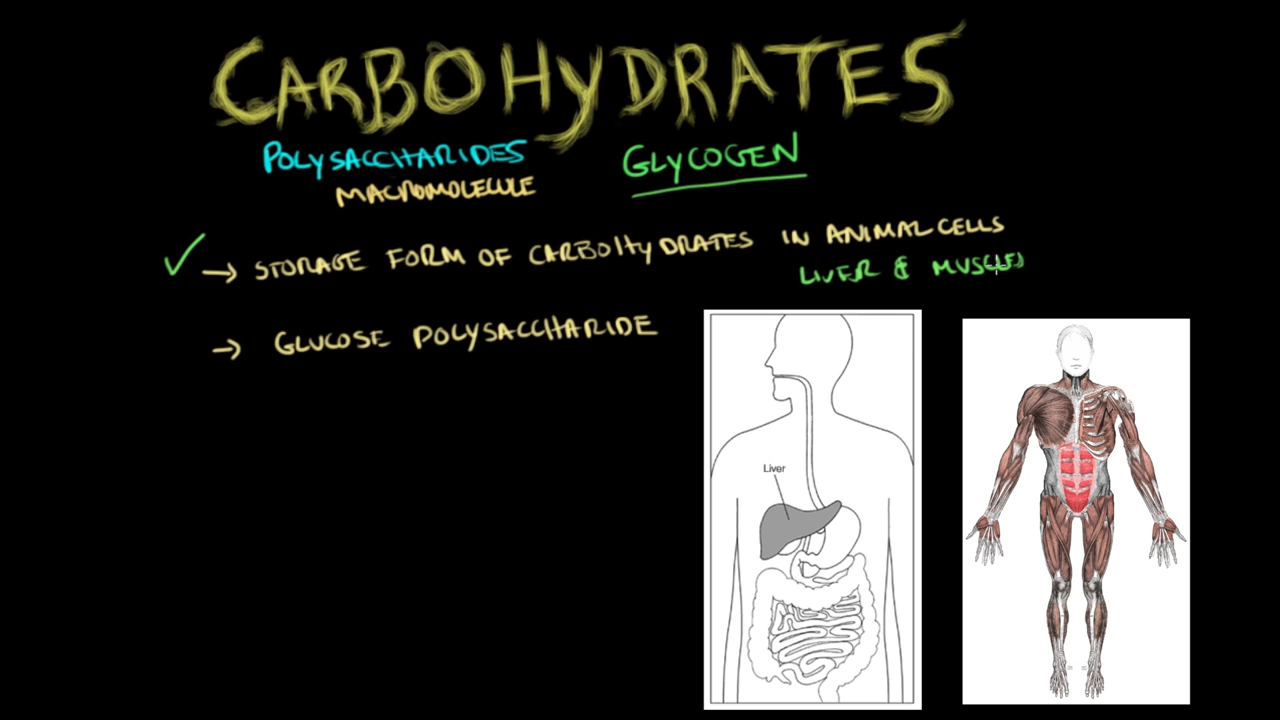 CARBOHYDRATES
POLYSACCHARIDES GLYCOGEN
MACROMOLECULE
→ STORAGE FORM OF CARBOHYDRATES IN ANIMAL CELLS
LIVER & MUSCLES
→ GLUCOSE POLYSACCHARIDE
Liver